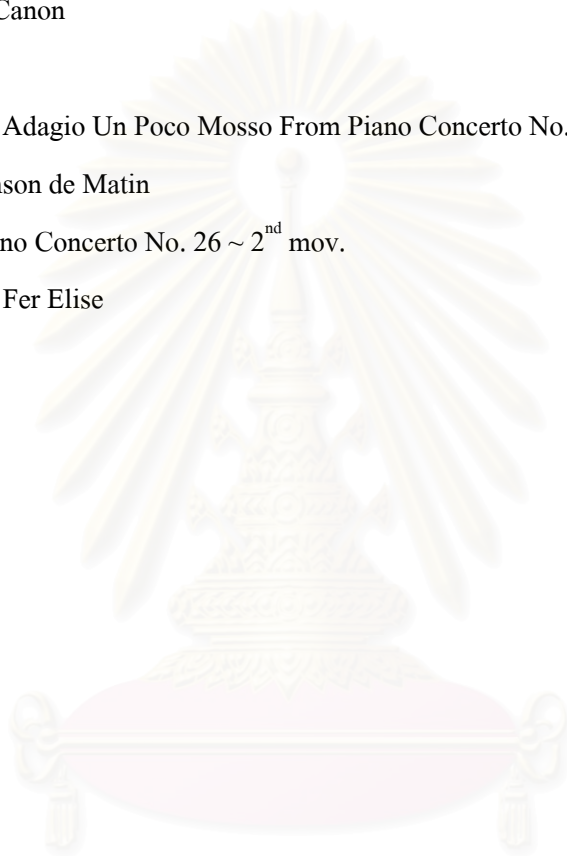 Canon
Adagio Un Poco Mosso From Piano Concerto No.
nson de Matin
no Concerto No. 26 ~ 2nd mov.
Fer Elise